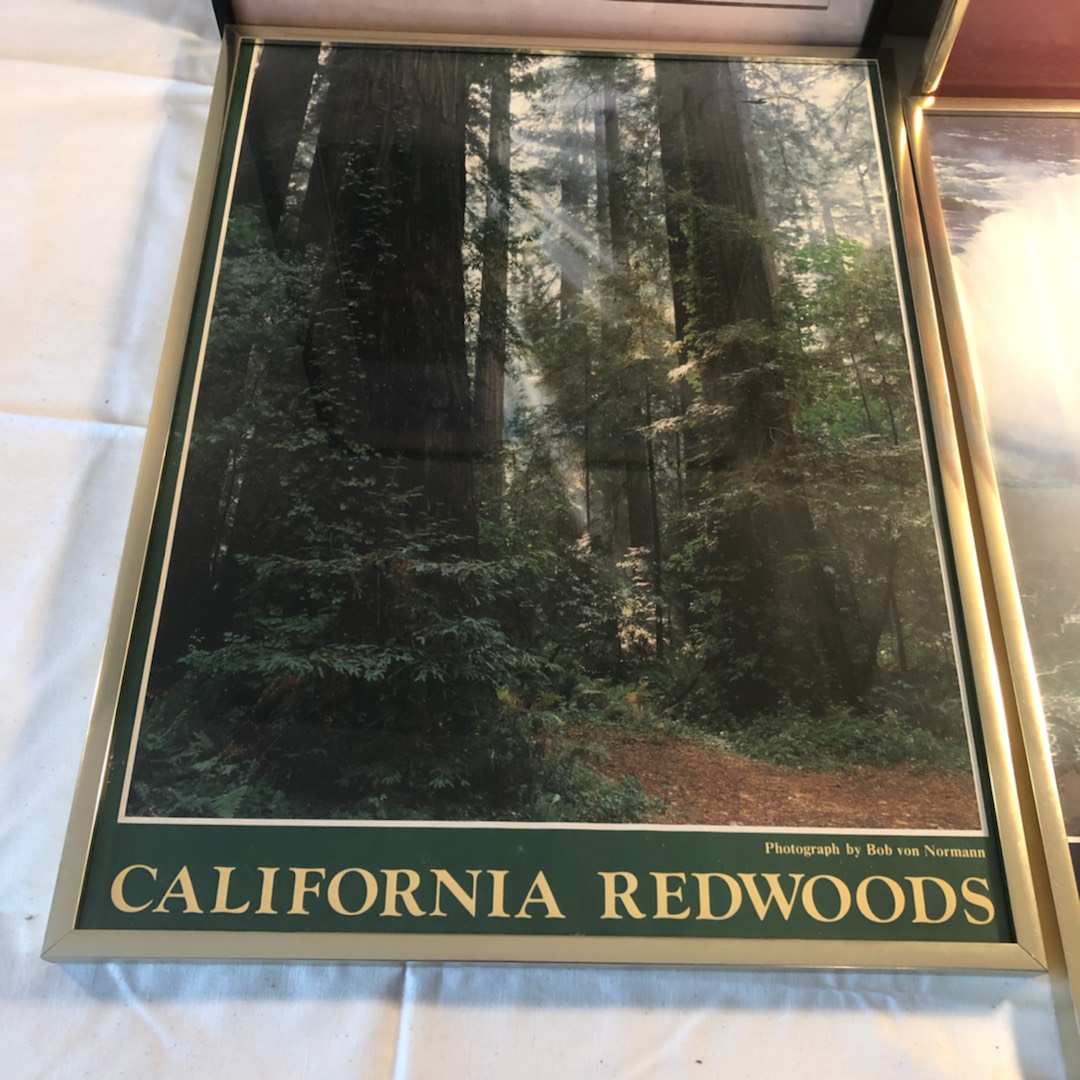 Photograph by Bob von Normann
CALIFORNIA REDWOODS